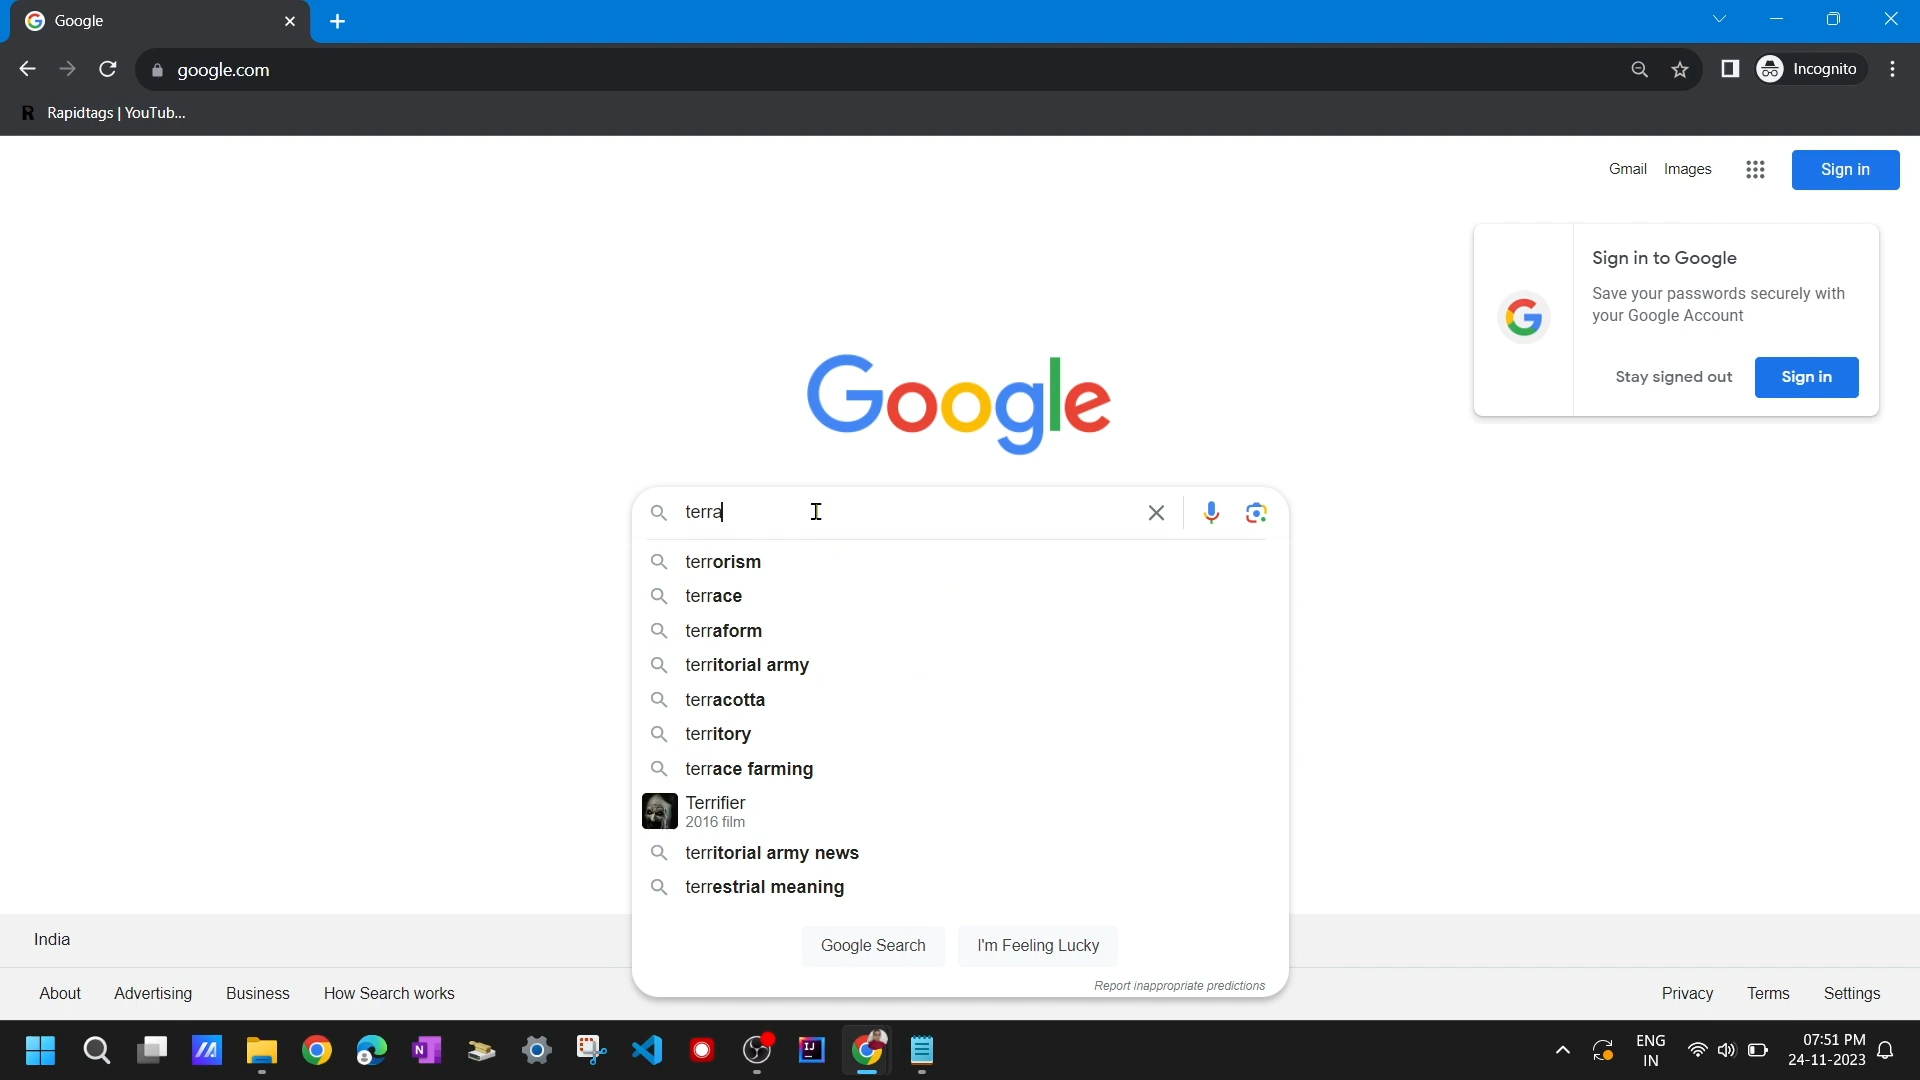 Google
google.com
Incognito
R Rapidtags | YouTub...
Gmail Images Sign in
Sign in to Google
Save your passwords securely with
your Google Account
Stay signed out Sign in
Google
terra
terrorism
terrace
terraform
territorial army
terracotta
territory
terrace farming
Terrifier
2016 film
territorial army news
terrestrial meaning
Google Search I'm Feeling Lucky
Report inappropriate predictions
India
About Advertising Business How Search works Privacy Terms Settings
ENG
IN
07:51 PM
24-11-2023